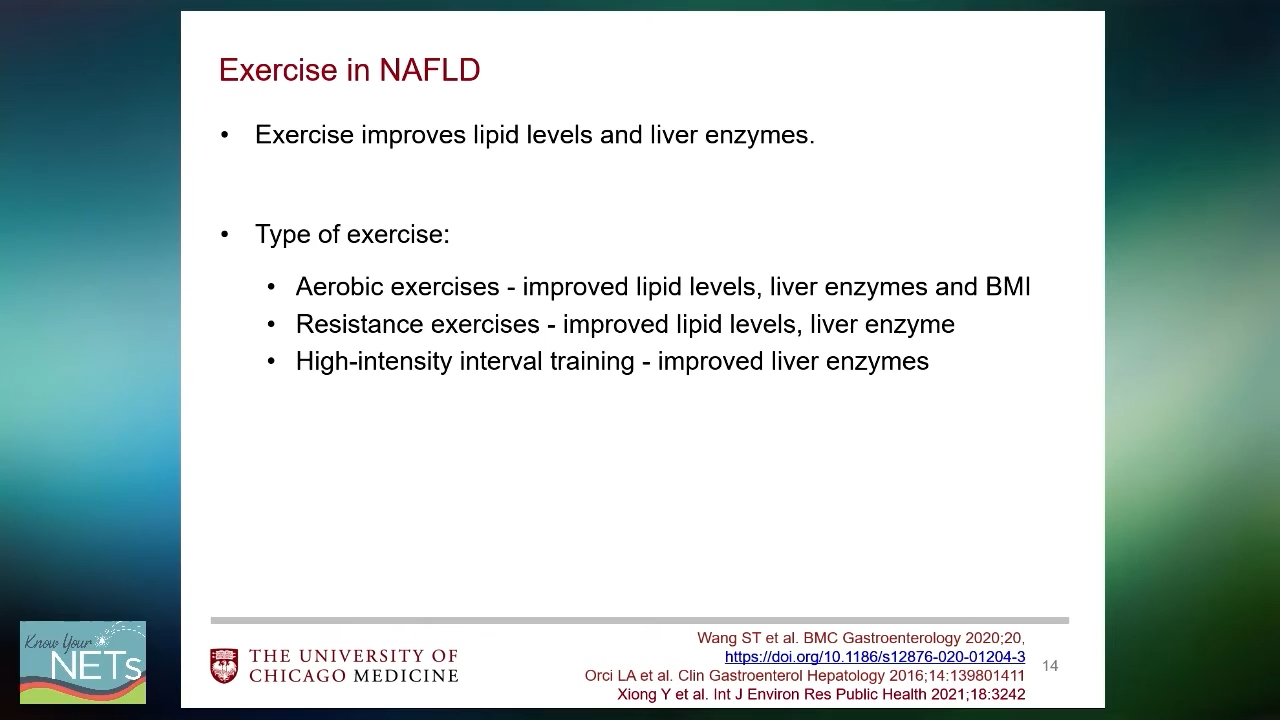 Exercise in NAFLD
• Exercise improves lipid levels and liver enzymes.
• Type of exercise:
• Aerobic exercises - improved lipid levels, liver enzymes and BMI
• Resistance exercises - improved lipid levels, liver enzyme
• High-intensity interval training - improved liver enzymes
Wang ST et al. BMC Gastroenterology 2020;20,
https://doi.org/10.1186/s12876-020-01204-3
Orci LA et al. Clin Gastroenterol Hepatology 2016;14:139801411
Xiong Y et al. Int J Environ Res Public Health 2021;18:3242
14
THE UNIVERSITY OF
CHICAGO MEDICINE
Know Your
NETs